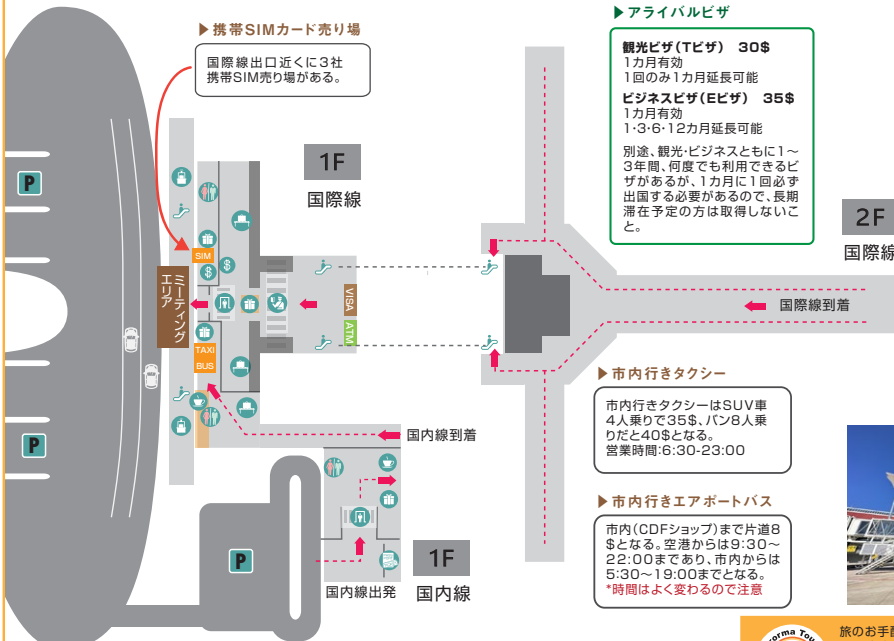 ▶携帯SIMカード売り場
国際線出口近くに3社
携帯SIM売り場がある。
▶アライバルビザ
観光ビザ(Tビザ) 30$
1カ月有効
1回のみ1カ月延長可能
ビジネスビザ(Eビザ) 35$
1カ月有効
1・3・6・12カ月延長可能
別途、観光・ビジネスともに1～
3年間、何度でも利用できるビ
ザがあるが、1カ月に1回必ず
出国する必要があるので、長期
滞在予定の方は取得しないこ
と。
1F
国際線
2F
国際線
P
SIM
$
$
ミーティング
エリア
VISA
ATM
TAXI
BUS
国際線到着
国内線到着
P
▶市内行きタクシー
市内行きタクシーはSUV車
4人乗りで35$、バン8人乗
りだと40$となる。
営業時間:6:30-23:00
▶市内行きエアポートバス
市内(CDFショップ)まで片道8
$となる。空港からは9:30～
22:00まであり、市内からは
5:30～19:00までとなる。
*時間はよく変わるので注意
P
国内線出発
1F
国内線
orma Tou
旅のお手配